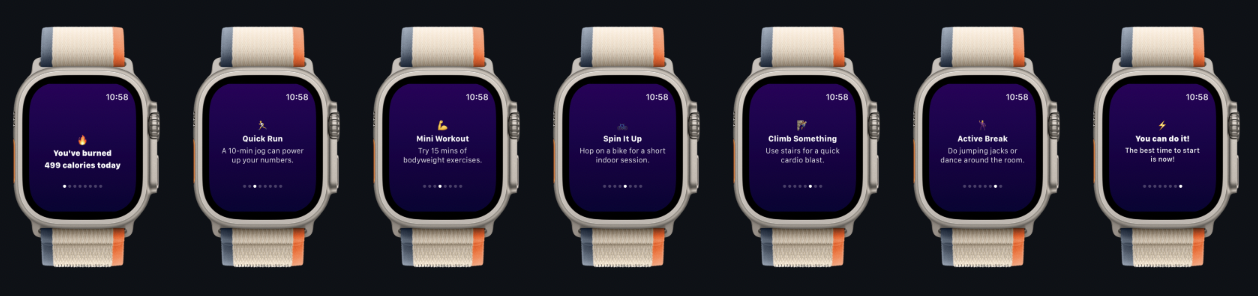 10:58
You've burned
499 calories today
10:58
Quick Run
A 10-min jog can power
up your numbers.
10:58
Mini Workout
Try 15 mins of
bodyweight exercises.
10:58
Spin It Up
Hop on a bike for a short
indoor session.
10:58
Climb Something
Use stairs for a quick
cardio blast.
10:58
Active Break
Do jumping jacks or
dance around the room.
10:58
You can do it!
The best time to start
is now!